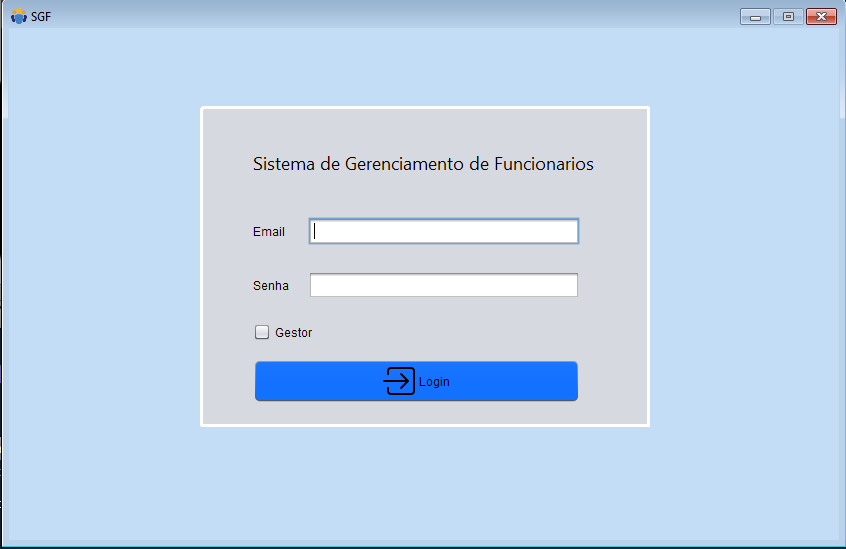 SGF
Sistema de Gerenciamento de Funcionarios
Email
Senha
Gestor
Login